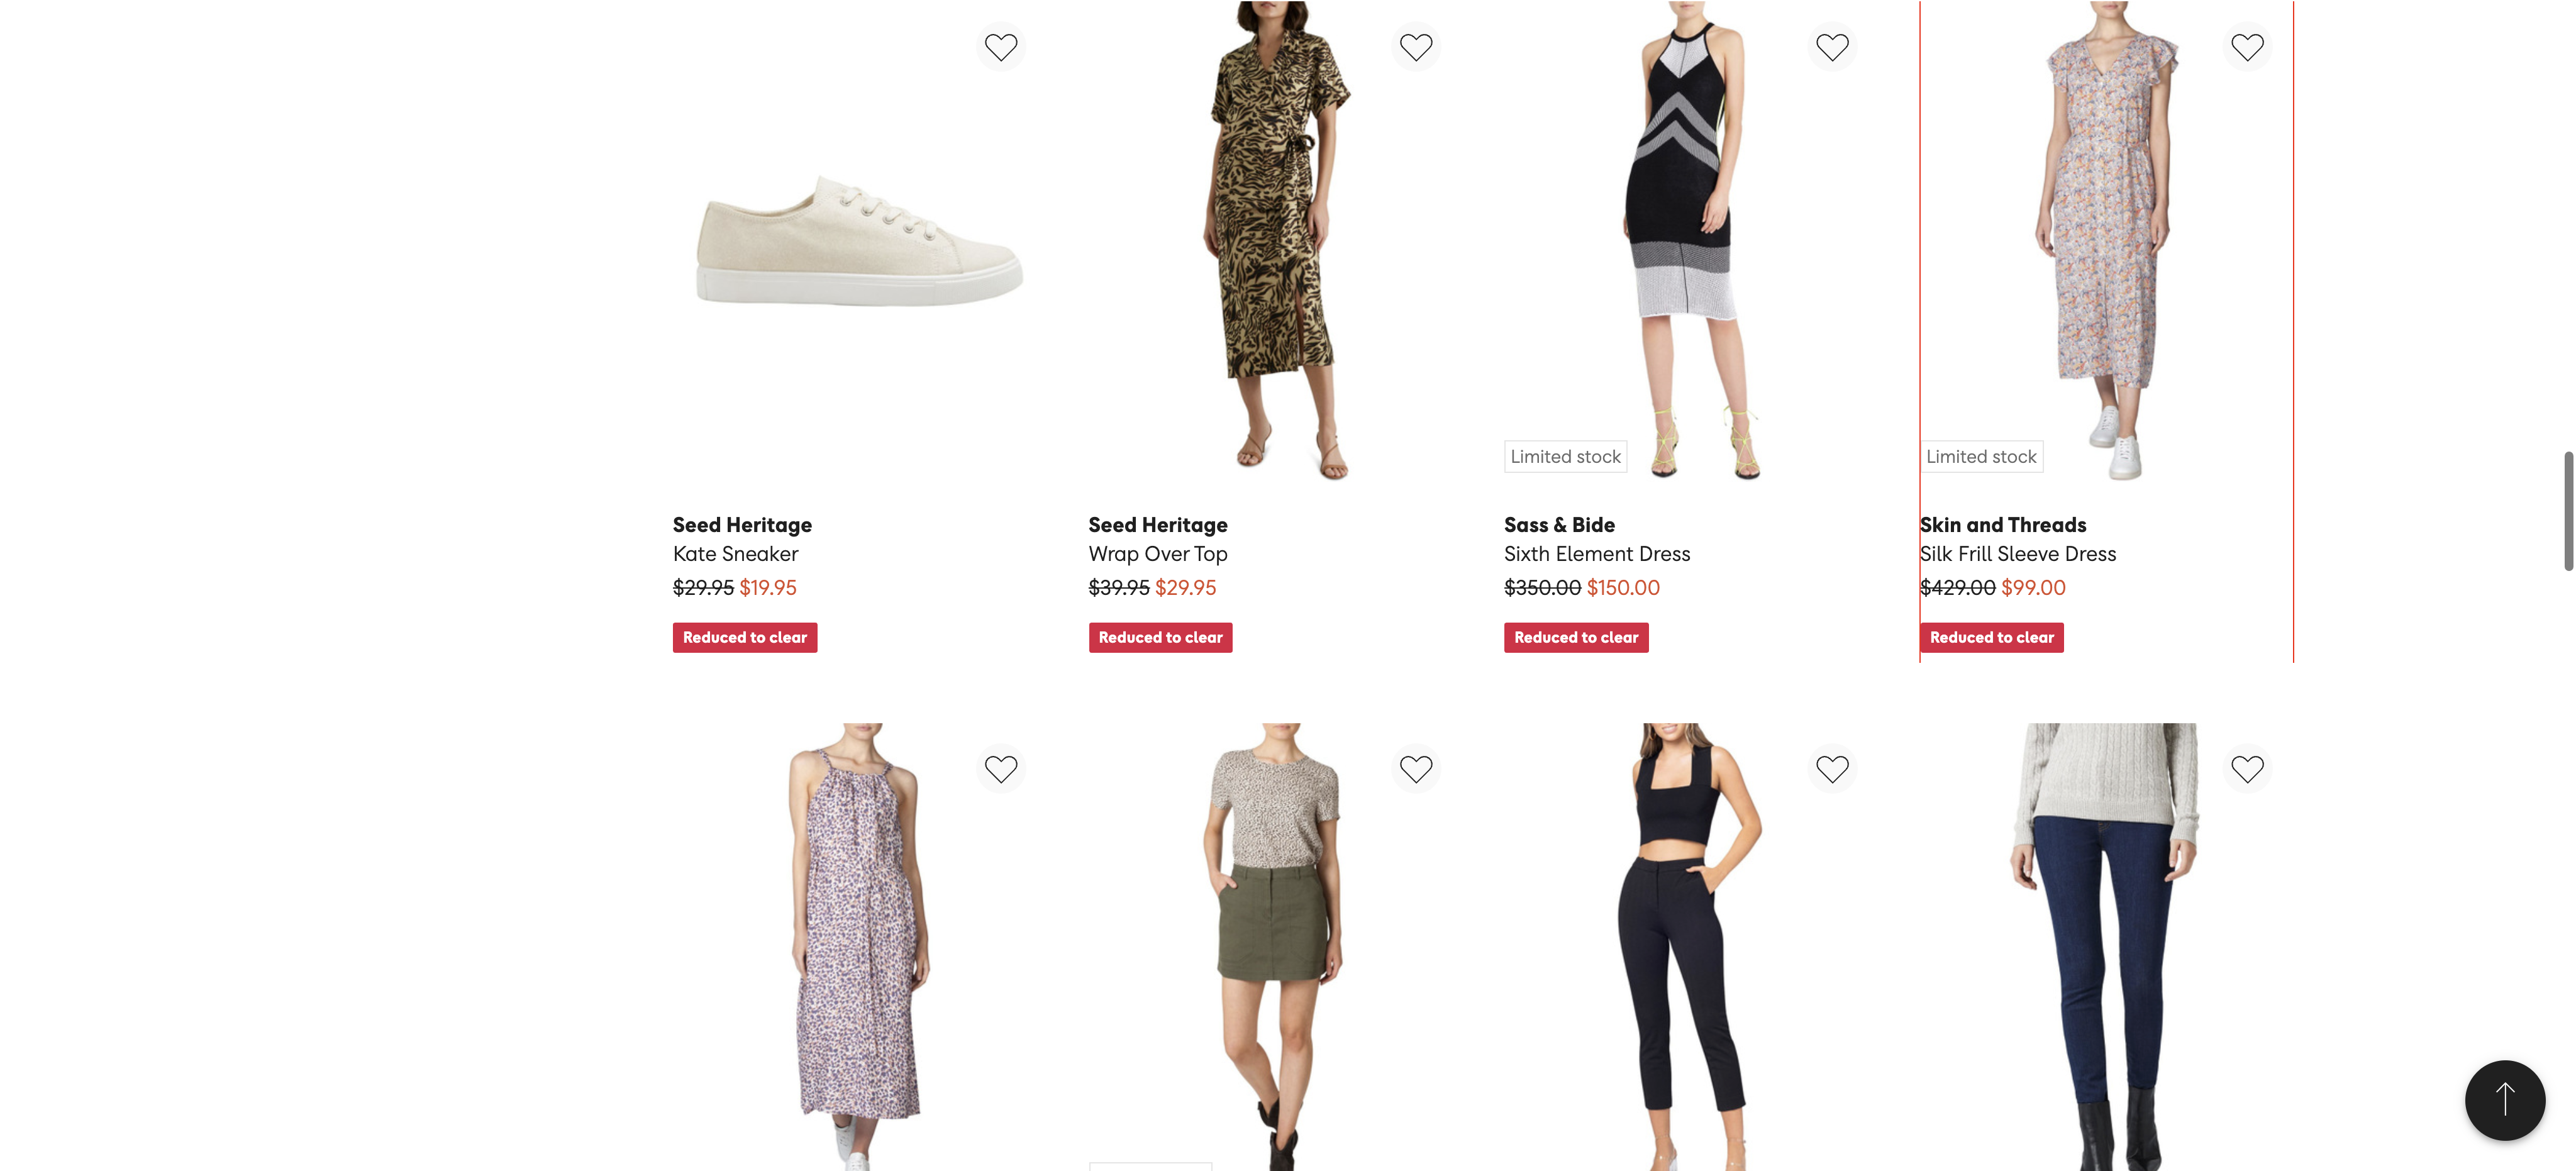 Limited stock
Limited stock
Seed Heritage
Kate Sneaker
$29.95 $19.95
Reduced to clear
Seed Heritage
Wrap Over Top
$39.95 $29.95
Reduced to clear
Sass & Bide
Sixth Element Dress
$350.00 $150.00
Reduced to clear
Skin and Threads
Silk Frill Sleeve Dress
$429.00 $99.00
Reduced to clear